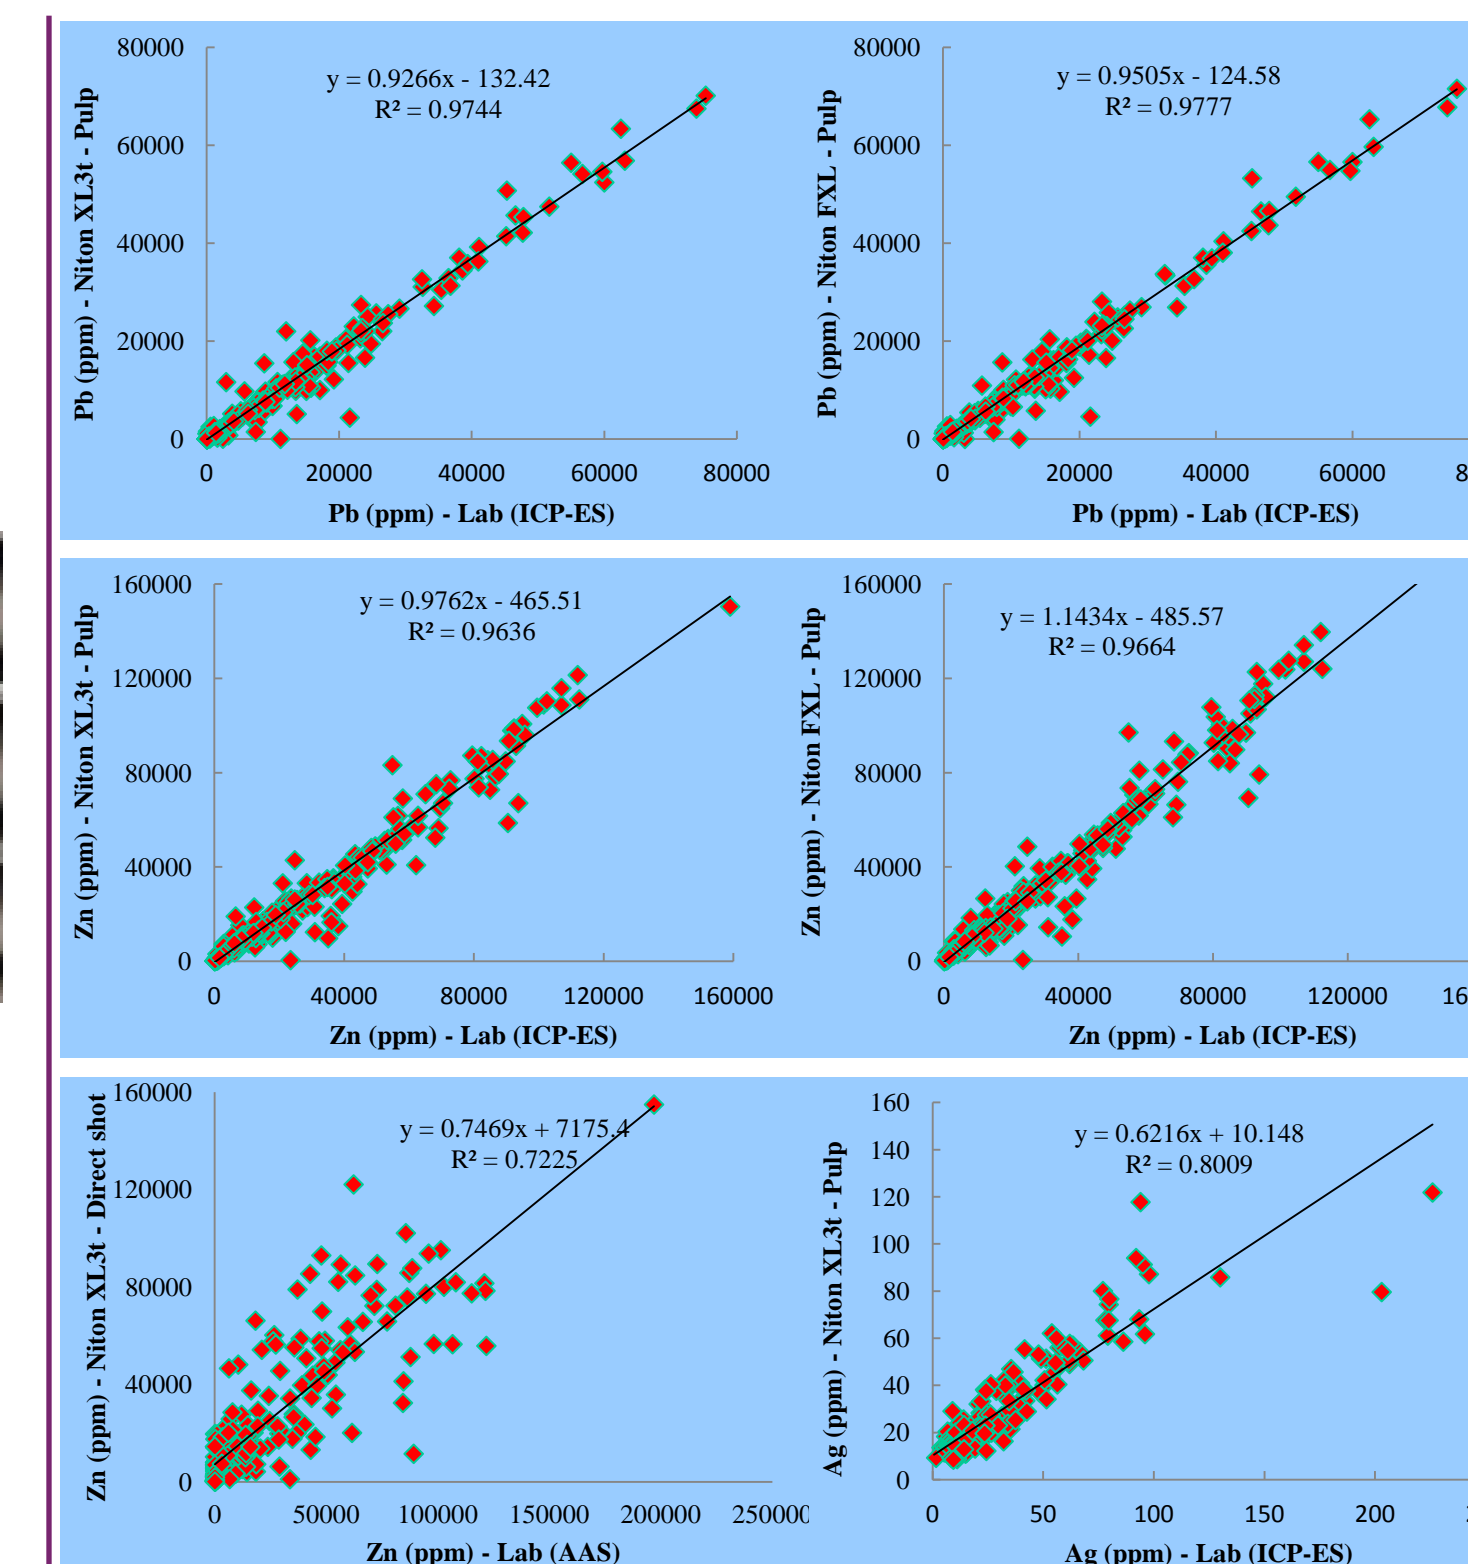 80000
60000
40000
20000
0
Pb (ppm) - Niton XL3t - Pulp
y = 0.9266x - 132.42
R² = 0.9744
0 20000 40000 60000 80000
Pb (ppm) - Lab (ICP-ES)
80000
60000
40000
20000
0
Pb (ppm) - Niton FXL - Pulp
y = 0.9505x - 124.58
R² = 0.9777
0 20000 40000 60000
Pb (ppm) - Lab (ICP-ES)
160000
120000
80000
40000
0
Zn (ppm) - Niton XL3t - Pulp
y = 0.9762x - 465.51
R² = 0.9636
0 40000 80000 120000 160000
Zn (ppm) - Lab (ICP-ES)
160000
120000
80000
40000
0
Zn (ppm) - Niton FXL - Pulp
y = 1.1434x - 485.57
R² = 0.9664
0 40000 80000 120000
Zn (ppm) - Lab (ICP-ES)
160000
120000
80000
40000
0
Zn (ppm) - Niton XL3t - Direct shot
y = 0.7469x + 7175.4
R² = 0.7225
0 50000 100000 150000 200000 250000
Zn (ppm) - Lab (AAS)
160
140
120
100
80
60
40
20
0
Ag (ppm) - Niton XL3t - Pulp
y = 0.6216x + 10.148
R² = 0.8009
0 50 100 150 200
Ag (ppm) - Lab (ICP-ES)